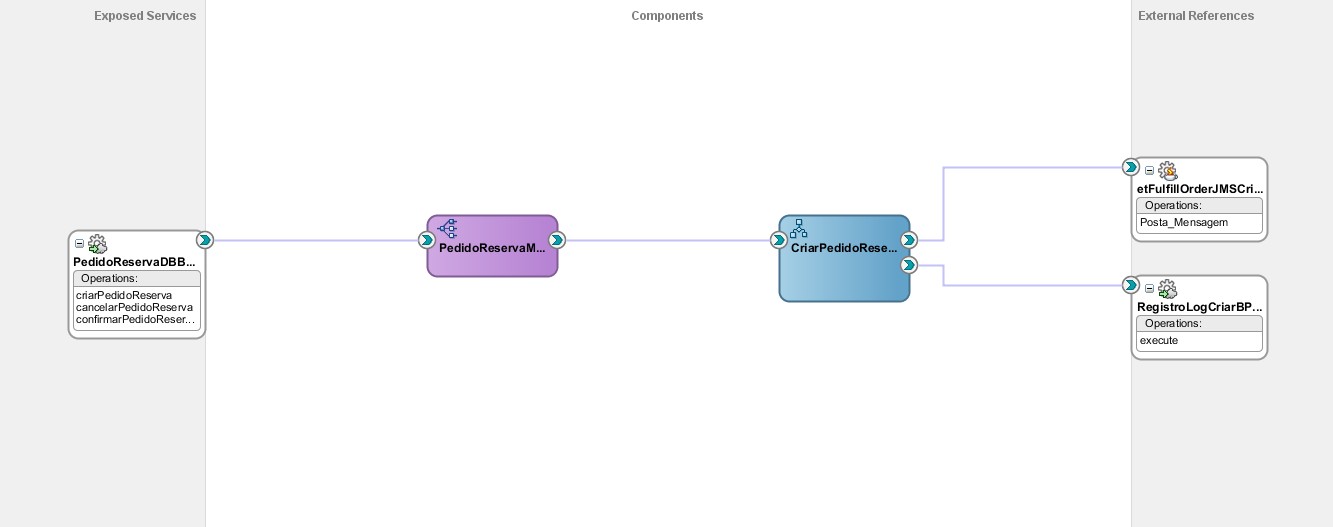 Exposed Services
Components
External References
PedidoReservaDBB...
Operations:
criarPedidoReserva
cancelarPedidoReserva
confirmarPedidoReser...
PedidoReservaM...
CriarPedidoRese...
etFulfillOrderJMSCri...
Operations:
Posta_Mensagem
RegistroLogCriarBP...
Operations:
execute